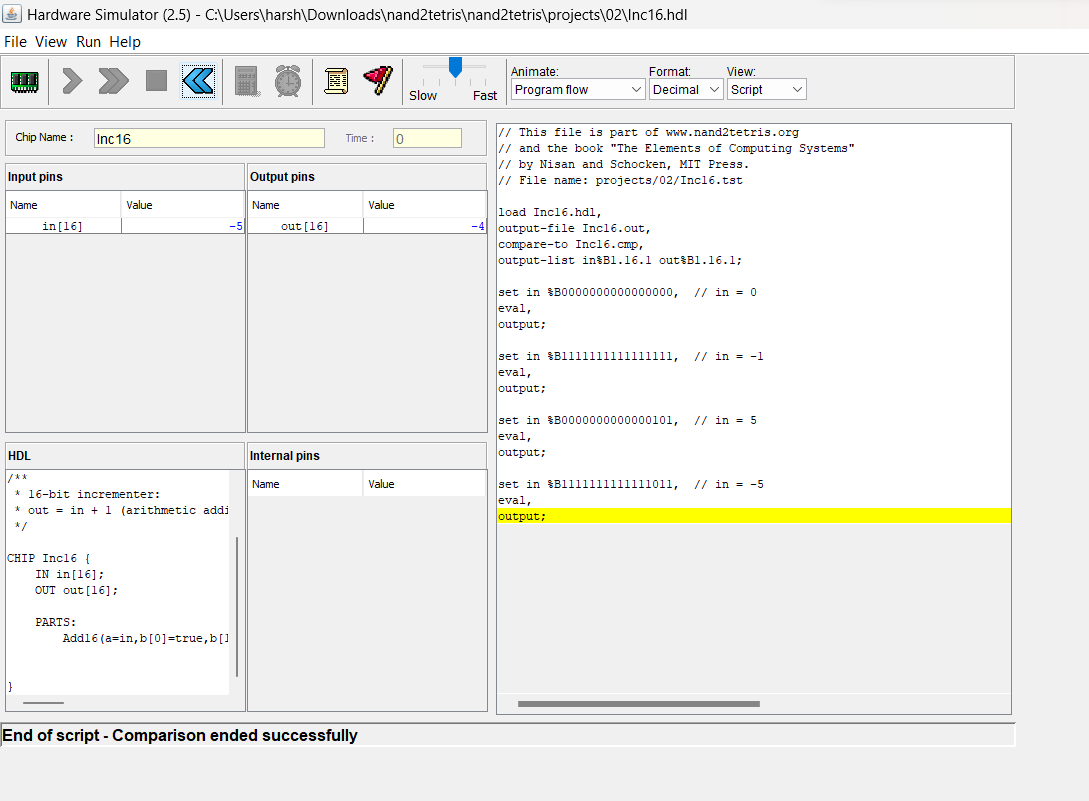 Hardware Simulator (2.5) - C:\Users\harsh\Downloads\nand2tetris\nand2tetris\projects\02\Inc16.hdl
File View Run Help
Slow Fast
Animate: Format: View:
Program flow Decimal Script
Chip Name : Inc16 Time : 0
Input pins
Name Value
in[16] -5
Output pins
Name Value
out[16] -4
HDL
/**
* 16-bit incrementer:
* out = in + 1 (arithmetic addi
*/
CHIP Inc16 {
IN in[16];
OUT out[16];
PARTS:
Add16(a=in,b[0]=true,b[1
}
Internal pins
Name Value
// This file is part of www.nand2tetris.org
// and the book "The Elements of Computing Systems"
// by Nisan and Schocken, MIT Press.
// File name: projects/02/Inc16.tst
load Inc16.hdl,
output-file Inc16.out,
compare-to Inc16.cmp,
output-list in%B1.16.1 out%B1.16.1;
set in %B0000000000000000,  // in = 0
eval,
output;
set in %B1111111111111111,  // in = -1
eval,
output;
set in %B0000000000000101,  // in = 5
eval,
output;
set in %B1111111111111011,  // in = -5
eval,
output;
End of script - Comparison ended successfully